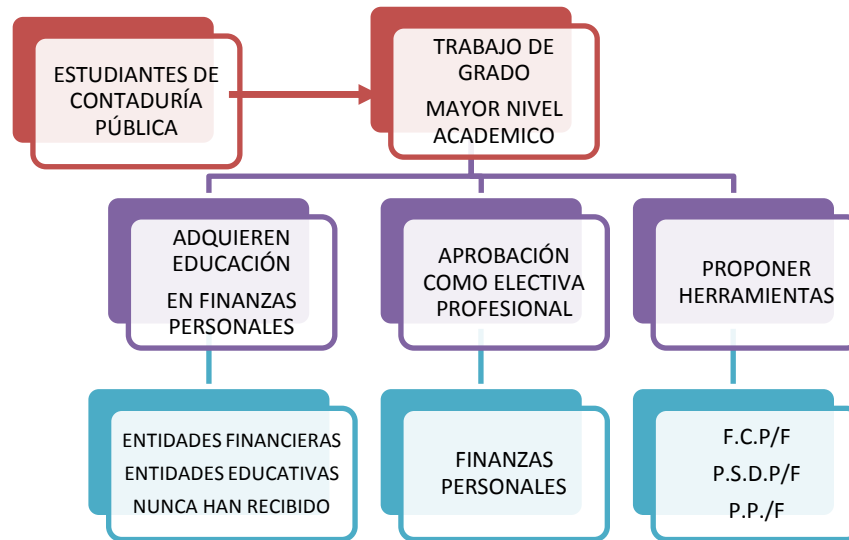 ESTUDIANTES DE
CONTADURÍA
PÚBLICA
TRABAJO DE
GRADO
MAYOR NIVEL
ACADEMICO
ADQUIEREN
EDUCACIÓN
EN FINANZAS
PERSONALES
APROBACIÓN
COMO ELECTIVA
PROFESIONAL
PROPONER
HERRAMIENTAS
ENTIDADES FINANCIERAS
ENTIDADES EDUCATIVAS
NUNCA HAN RECIBIDO
FINANZAS
PERSONALES
F.C.P/F
P.S.D.P/F
P.P./F